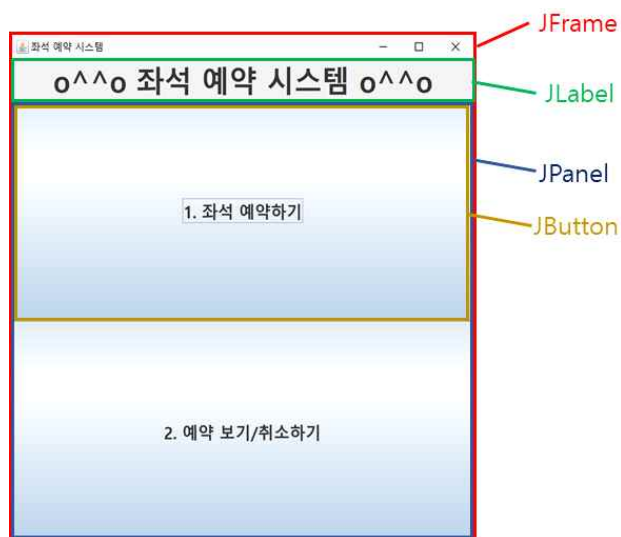 JFrame
좌석 예약 시스템
o^^o 좌석 예약 시스템 o^^o
JLabel
JPanel
1. 좌석 예약하기
JButton
2. 예약 보기/취소하기